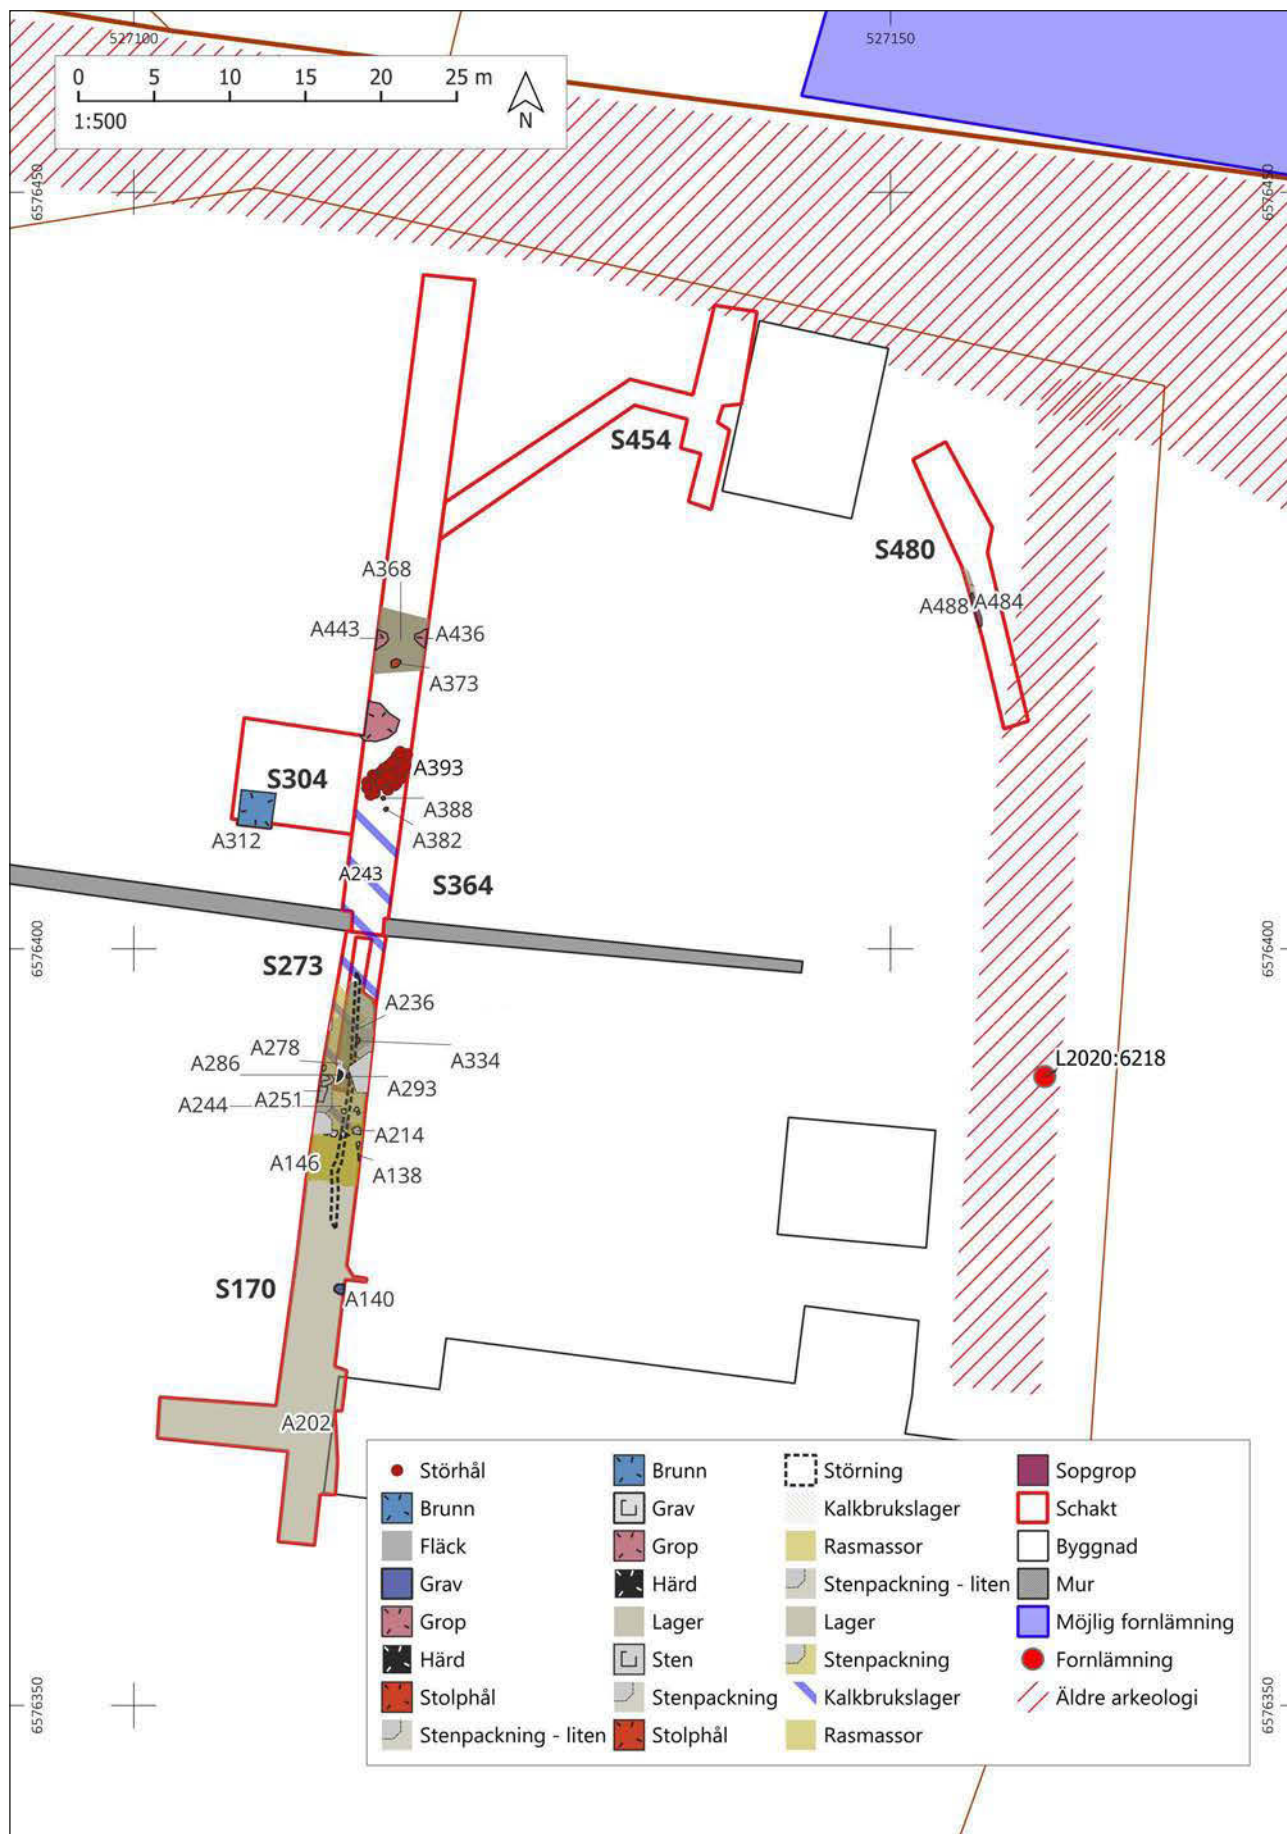 527100
527150
0 5 10 15 20 25 m
1:500
N
6576450
6576450
S454
S480
A368
A443
A436
A488
A484
A373
A393
S304
A388
A312
A382
A243
S364
6576400
6576400
S273
A236
A278
A286
A334
L2020:6218
A293
A244
A251
A214
A146
A138
S170
A140
A202
Störhål
Brunn
Fläck
Grav
Grop
Härd
Stolphål
Stenpackning - liten
Brunn
Grav
Grop
Härd
Lager
Sten
Stenpackning
Stolphål
Störning
Kalkbrukslager
Rasmassor
Stenpackning - liten
Lager
Stenpackning
Kalkbrukslager
Rasmassor
Sopgrop
Schakt
Byggnad
Mur
Möjlig fornlämning
Fornlämning
Äldre arkeologi
6576350
6576350